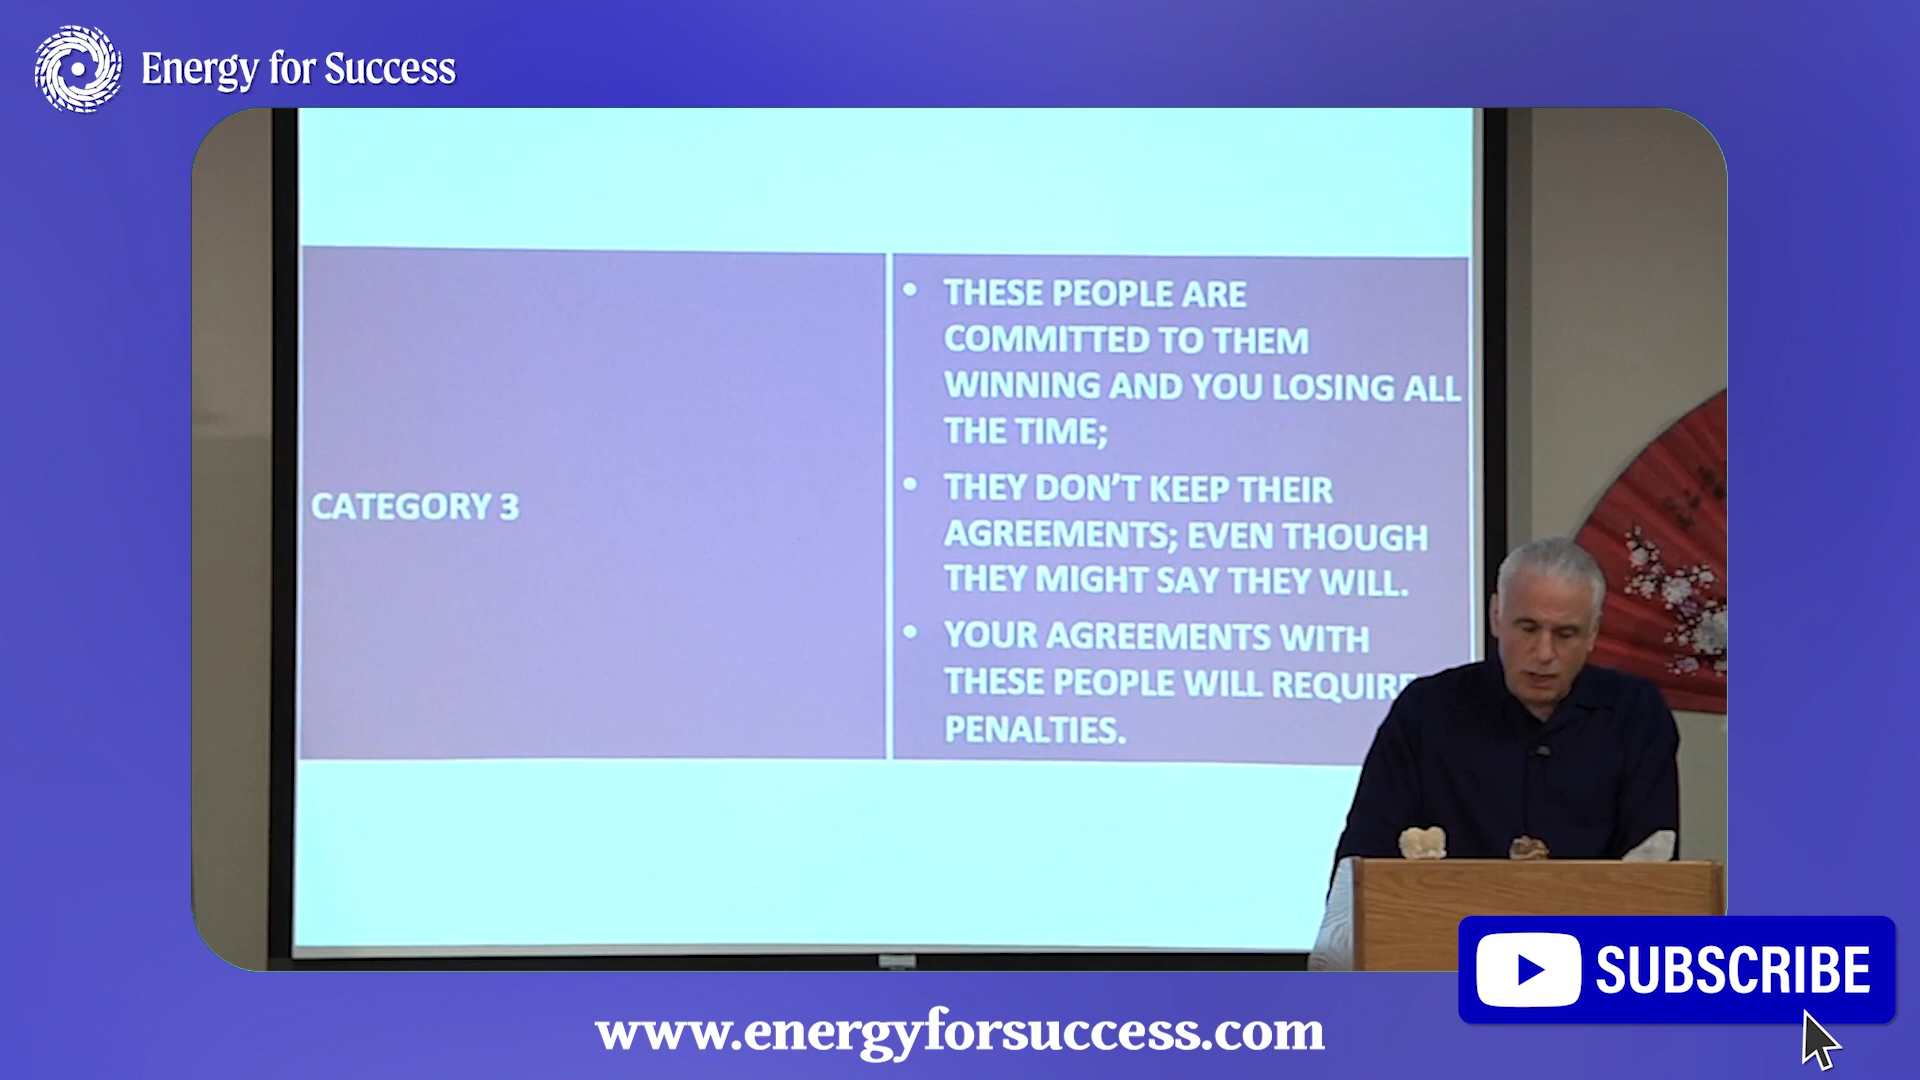 Energy for Success
CATEGORY 3
• THESE PEOPLE ARE
COMMITTED TO THEM
WINNING AND YOU LOSING ALL
THE TIME;
• THEY DON'T KEEP THEIR
AGREEMENTS; EVEN THOUGH
THEY MIGHT SAY THEY WILL.
• YOUR AGREEMENTS WITH
THESE PEOPLE WILL REQUIRE
PENALTIES.
SUBSCRIBE
www.energyforsuccess.com